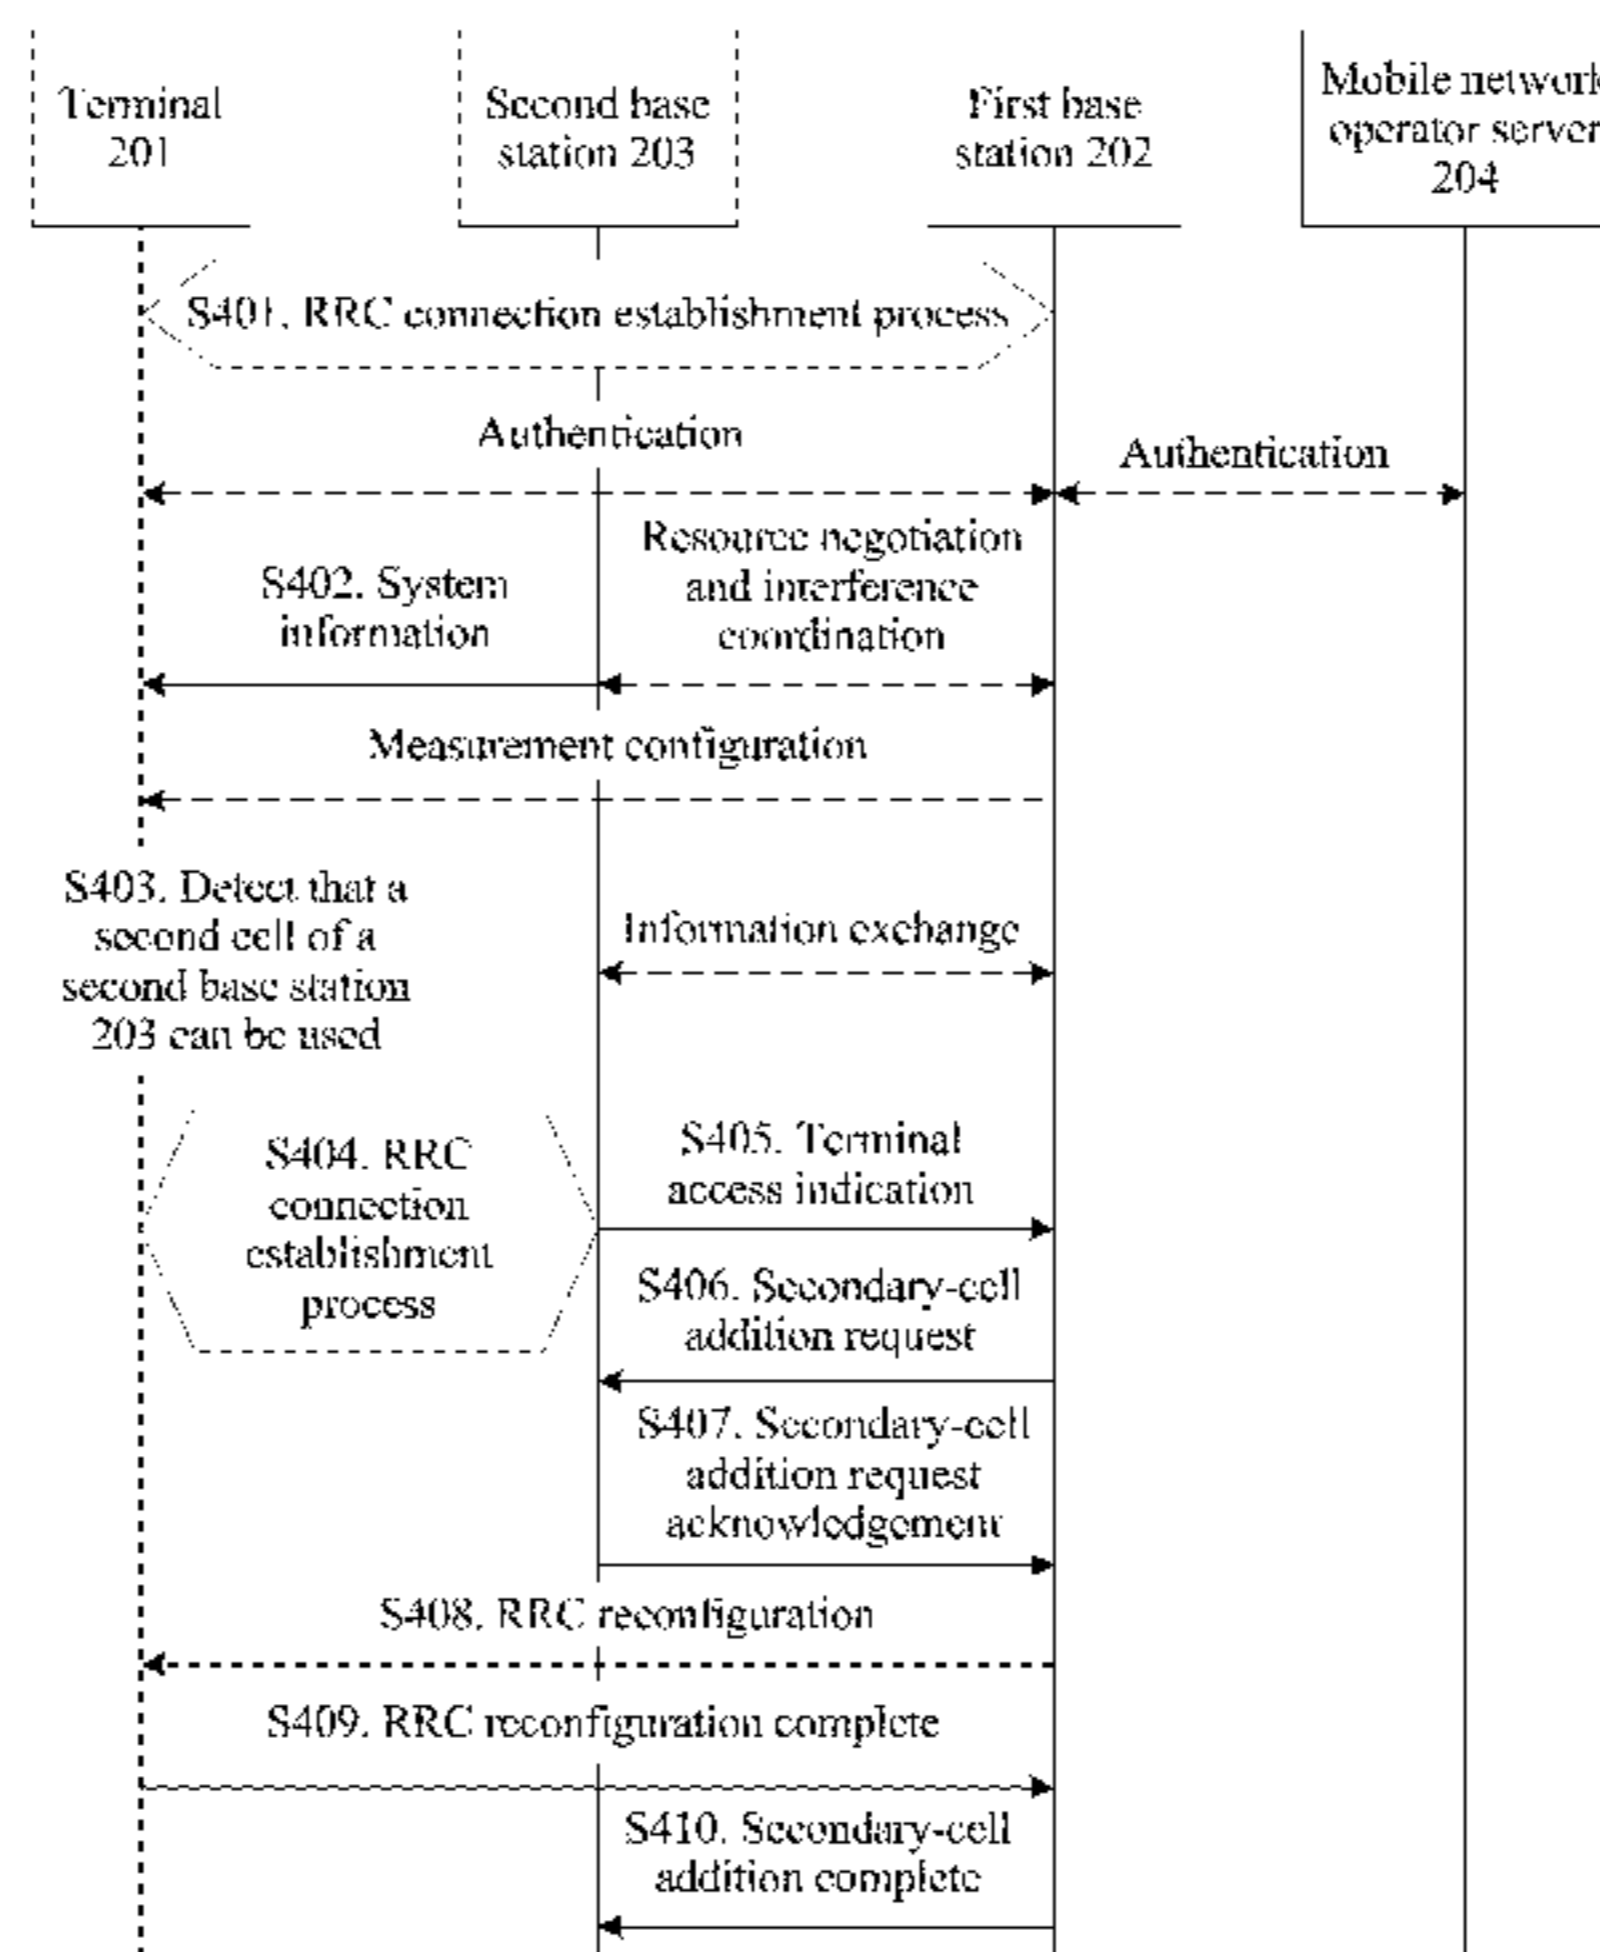 Terminal
201
Second base
station 203
First base
station 202
Mobile network
operator server
204
S401. RRC connection establishment process
Authentication
Authentication
Resource negotiation
and interference
coordination
S402. System
information
Measurement configuration
S403. Detect that a
second cell of a
second base station
203 can be used
Information exchange
S404. RRC
connection
establishment
process
S405. Terminal
access indication
S406. Secondary-cell
addition request
S407. Secondary-cell
addition request
acknowledgement
S408. RRC reconfiguration
S409. RRC reconfiguration complete
S410. Secondary-cell
addition complete